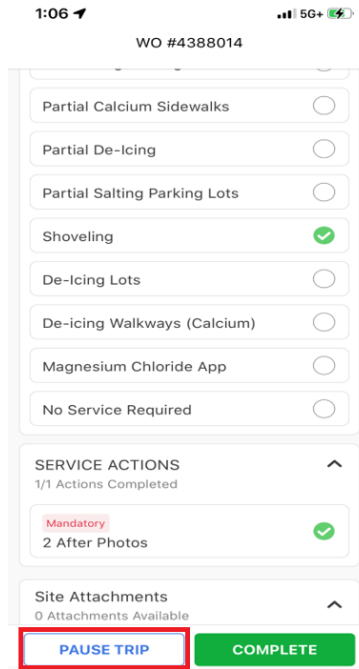 1:06 5G+
WO #4388014
Partial Calcium Sidewalks
Partial De-Icing
Partial Salting Parking Lots
Shoveling
De-Icing Lots
De-icing Walkways (Calcium)
Magnesium Chloride App
No Service Required
SERVICE ACTIONS
1/1 Actions Completed
Mandatory
2 After Photos
Site Attachments
0 Attachments Available
PAUSE TRIP COMPLETE